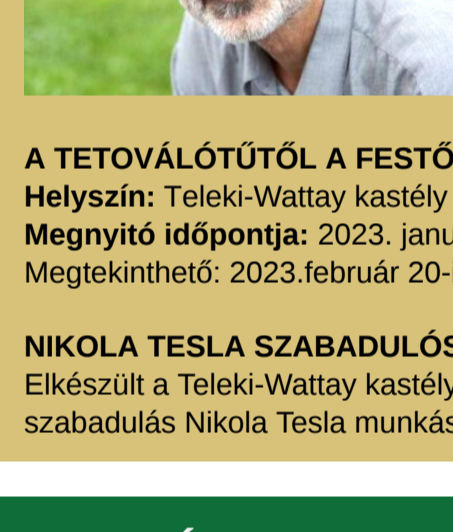 A TETOVÁLÓTŰTŐL A FESTŐ
Helyszín: Teleki-Wattay kastély
Megnyitó időpontja: 2023. janu
Megtekinthető: 2023.február 20-
NIKOLA TESLA SZABADULÓS
Elkészült a Teleki-Wattay kastély
szabadulás Nikola Tesla munkás